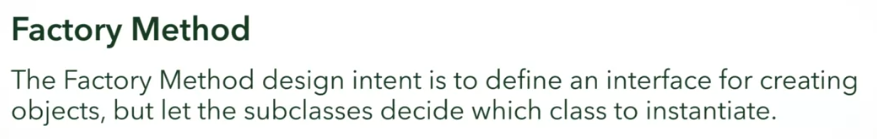 Factory Method
The Factory Method design intent is to define an interface for creating
objects, but let the subclasses decide which class to instantiate.